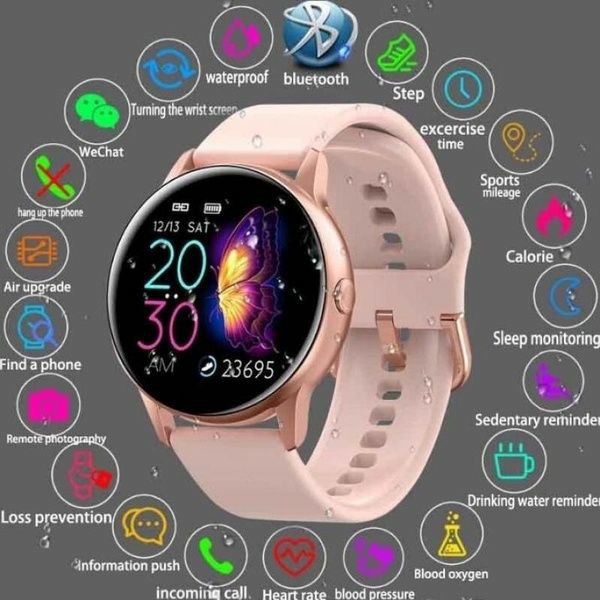 waterproof
bluetooth
Step
excercise
time
Sports
mileage
Calorie
Sleep monitoring
Sedentary reminder
Drinking water reminder
Blood oxygen
blood pressure
Heart rate
incoming call
Information push
Loss prevention
Remote photography
Find a phone
Air upgrade
hang up the phone
WeChat
Turning the wrist screen
12/13 SAT
20
30
AM
23695